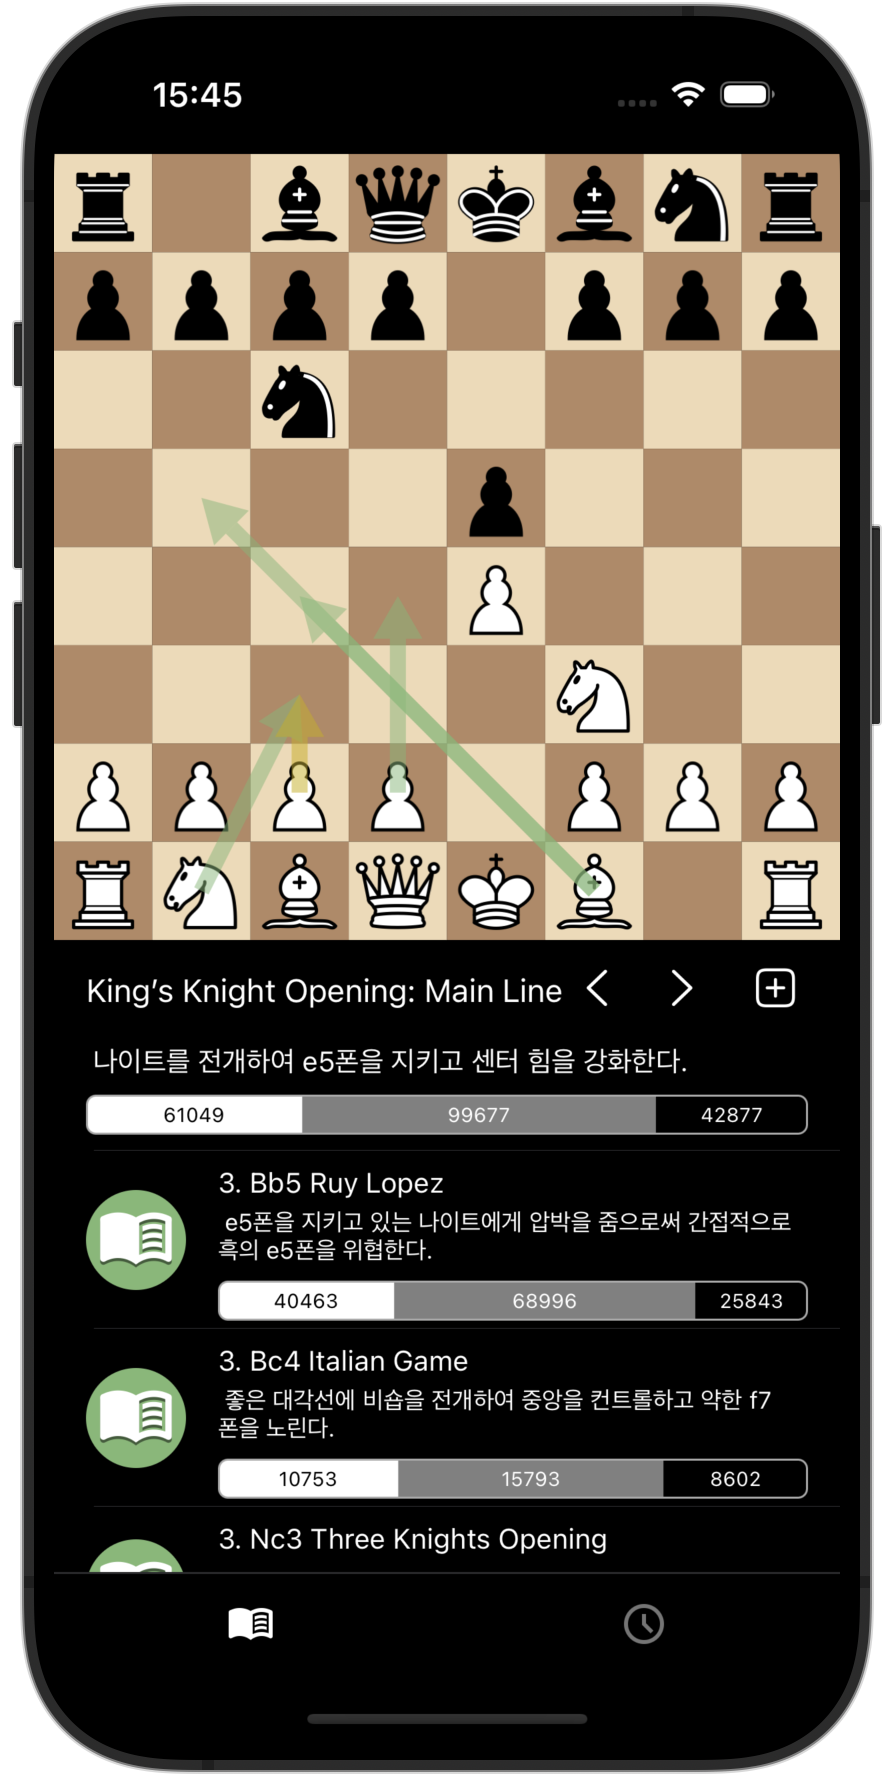 15:45
King’s Knight Opening: Main Line
나이트를 전개하여 e5폰을 지키고 센터 힘을 강화한다.
61049 99677 42877
3. Bb5 Ruy Lopez
e5폰을 지키고 있는 나이트에게 압박을 줌으로써 간접적으로
흑의 e5폰을 위협한다.
40463 68996 25843
3. Bc4 Italian Game
좋은 대각선에 비숍을 전개하여 중앙을 컨트롤하고 약한 f7
폰을 노린다.
10753 15793 8602
3. Nc3 Three Knights Opening